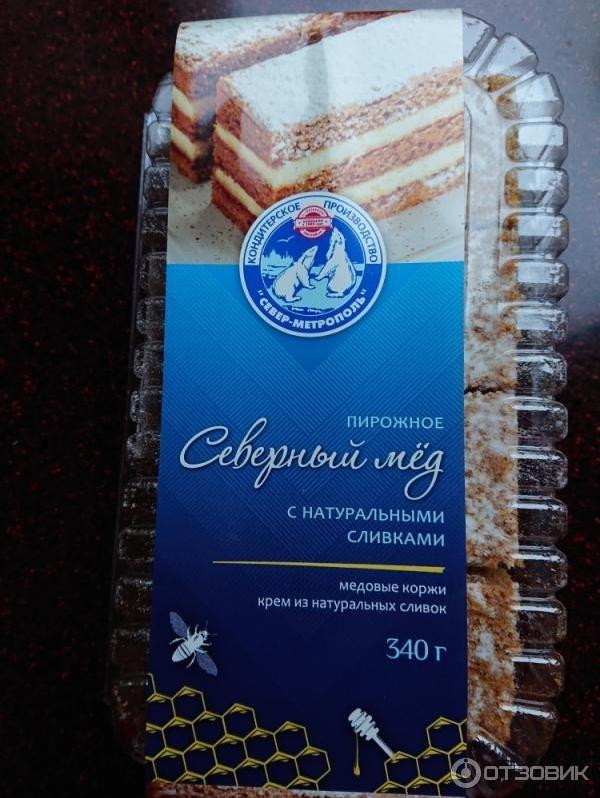 КОНДИТЕРСКОЕ ПРОИЗВОДСТВО
"СЕВЕР-МЕТРОПОЛЬ"
ПИРОЖНОЕ
Северный мёд
С НАТУРАЛЬНЫМИ
СЛИВКАМИ
медовые коржи
крем из натуральных сливок
340 г
ОТЗОВИК